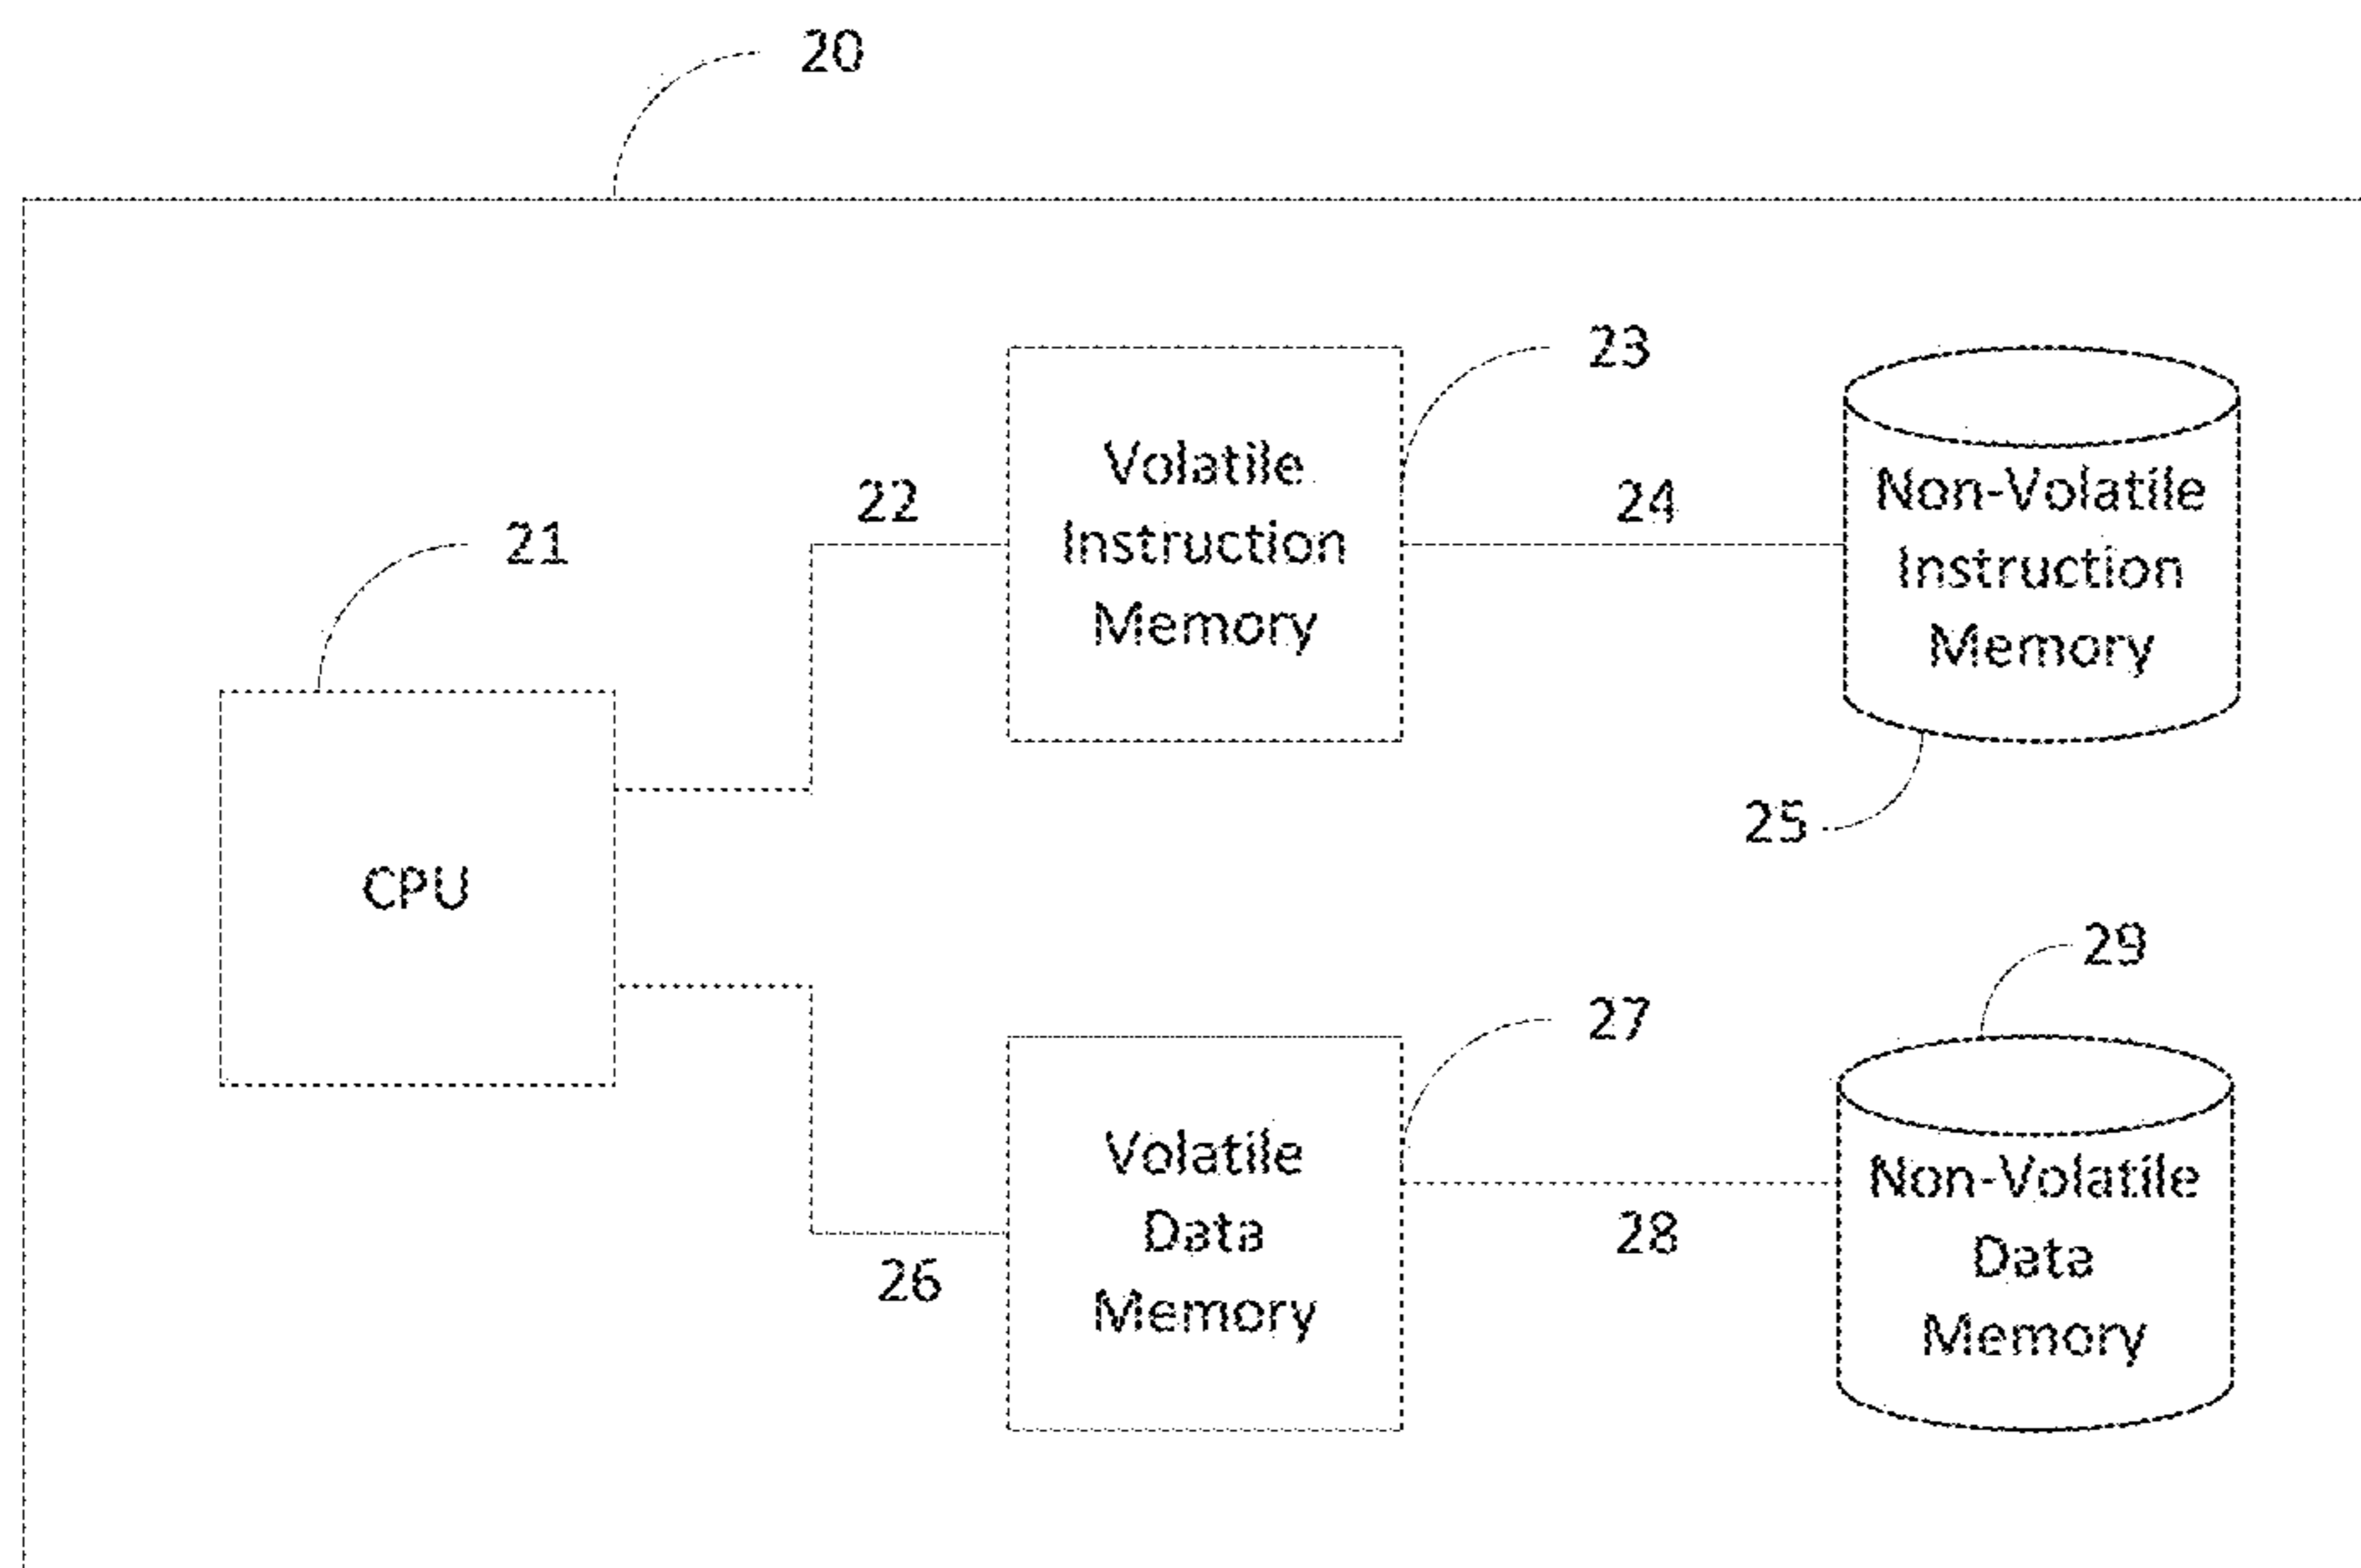 20
23
22
24
21
Volatile
Instruction
Memory
Non-Volatile
Instruction
Memory
25
CPU
29
27
28
26
Volatile
Data
Memory
Non-Volatile
Data
Memory